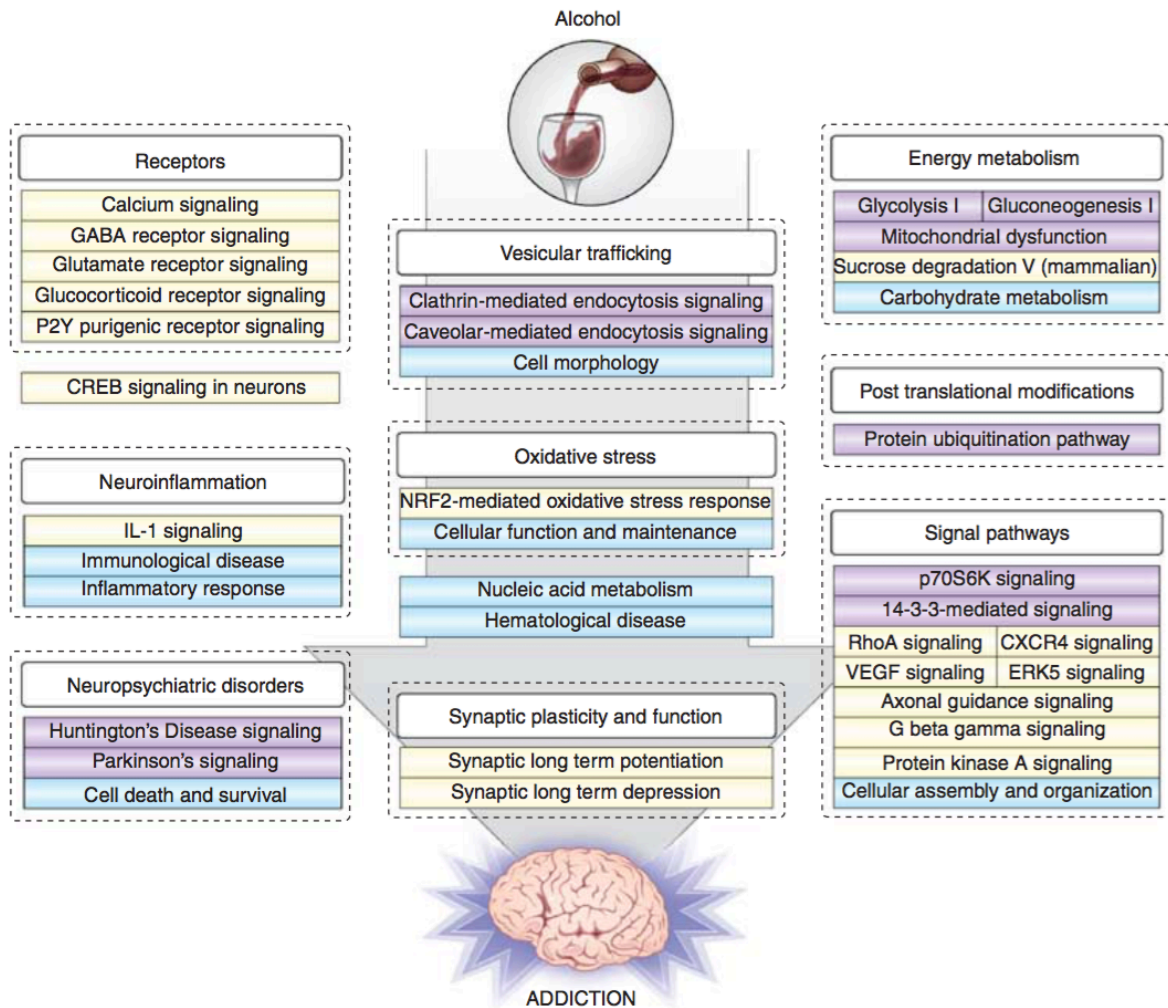 Alcohol
Receptors
Calcium signaling
GABA receptor signaling
Glutamate receptor signaling
Glucocorticoid receptor signaling
P2Y purigenic receptor signaling
CREB signaling in neurons
Neuroinflammation
IL-1 signaling
Immunological disease
Inflammatory response
Neuropsychiatric disorders
Huntington's Disease signaling
Parkinson's signaling
Cell death and survival
Vesicular trafficking
Clathrin-mediated endocytosis signaling
Caveolar-mediated endocytosis signaling
Cell morphology
Oxidative stress
NRF2-mediated oxidative stress response
Cellular function and maintenance
Nucleic acid metabolism
Hematological disease
Synaptic plasticity and function
Synaptic long term potentiation
Synaptic long term depression
Energy metabolism
Glycolysis I Gluconeogenesis I
Mitochondrial dysfunction
Sucrose degradation V (mammalian)
Carbohydrate metabolism
Post translational modifications
Protein ubiquitination pathway
Signal pathways
p70S6K signaling
14-3-3-mediated signaling
RhoA signaling CXCR4 signaling
VEGF signaling ERK5 signaling
Axonal guidance signaling
G beta gamma signaling
Protein kinase A signaling
Cellular assembly and organization
ADDICTION